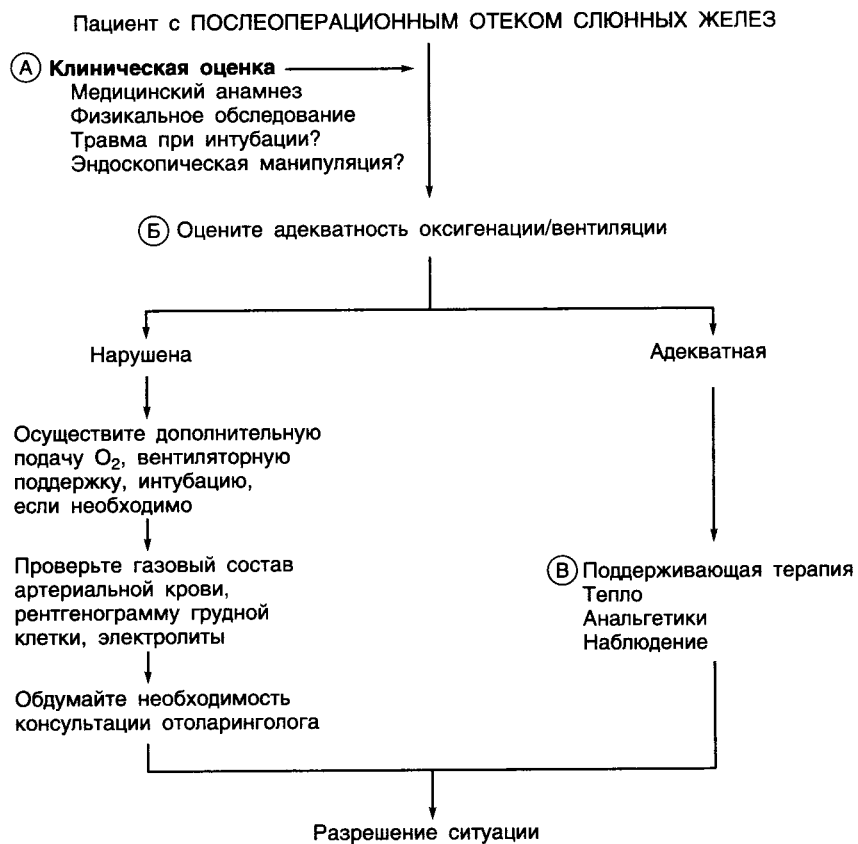 Пациент с ПОСЛЕОПЕРАЦИОННЫМ ОТЕКОМ СЛЮННЫХ ЖЕЛЕЗ
А Клиническая оценка
Медицинский анамнез
Физикальное обследование
Травма при интубации?
Эндоскопическая манипуляция?
Б Оцените адекватность оксигенации/вентиляции
Нарушена
Адекватная
Осуществите дополнительную
подачу O₂, вентиляторную
поддержку, интубацию,
если необходимо
Проверьте газовый состав
артериальной крови,
рентгенограмму грудной
клетки, электролиты
В Поддерживающая терапия
Тепло
Анальгетики
Наблюдение
Обдумайте необходимость
консультации отоларинголога
Разрешение ситуации